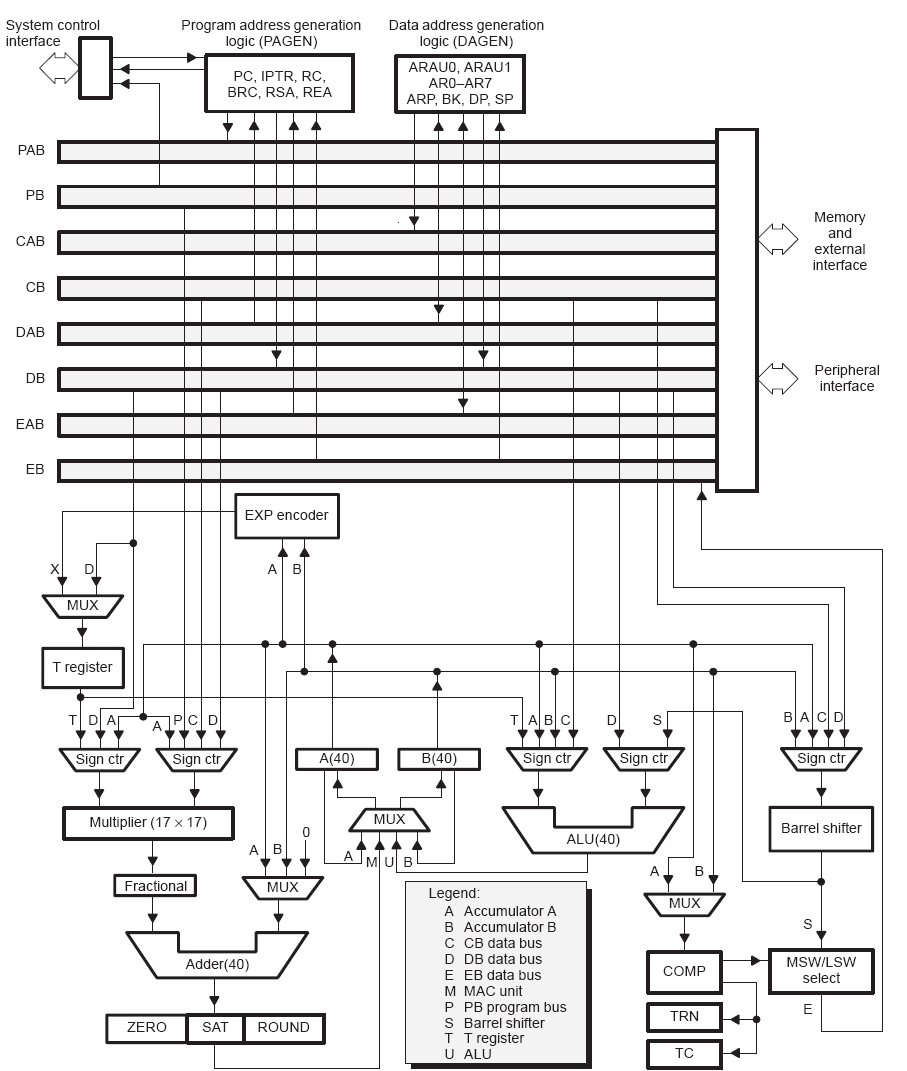 System control
interface
Program address generation
logic (PAGEN)
Data address generation
logic (DAGEN)
PC, IPTR, RC,
BRC, RSA, REA
ARAU0, ARAU1
AR0–AR7
ARP, BK, DP, SP
PAB
PB
CAB
CB
DAB
DB
EAB
EB
Memory
and
external
interface
Peripheral
interface
EXP encoder
A B
X D
MUX
T register
T D A
A P C D
T A B C
D S
B A C D
Sign ctr
Sign ctr
Sign ctr
Sign ctr
Sign ctr
A(40)
B(40)
Multiplier (17 × 17)
MUX
A M U B
ALU(40)
Barrel shifter
Fractional
A B 0
MUX
A B
MUX
Adder(40)
ZERO SAT ROUND
COMP
S
MSW/LSW
select
E
TRN
TC
Legend:
A Accumulator A
B Accumulator B
C CB data bus
D DB data bus
E EB data bus
M MAC unit
P PB program bus
S Barrel shifter
T T register
U ALU